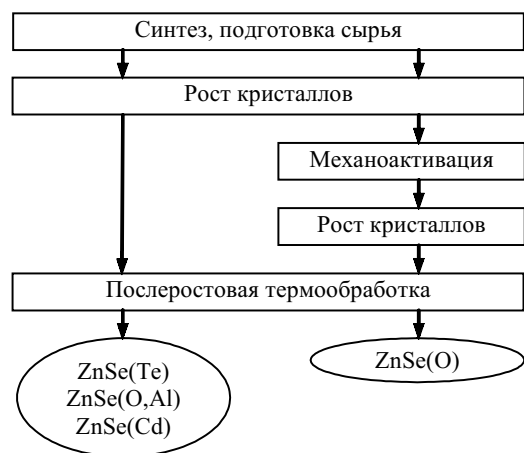 Синтез, подготовка сырья
Рост кристаллов
Механоактивация
Рост кристаллов
Послеростовая термообработка
ZnSe(Te)
ZnSe(O,Al)
ZnSe(Cd)
ZnSe(O)